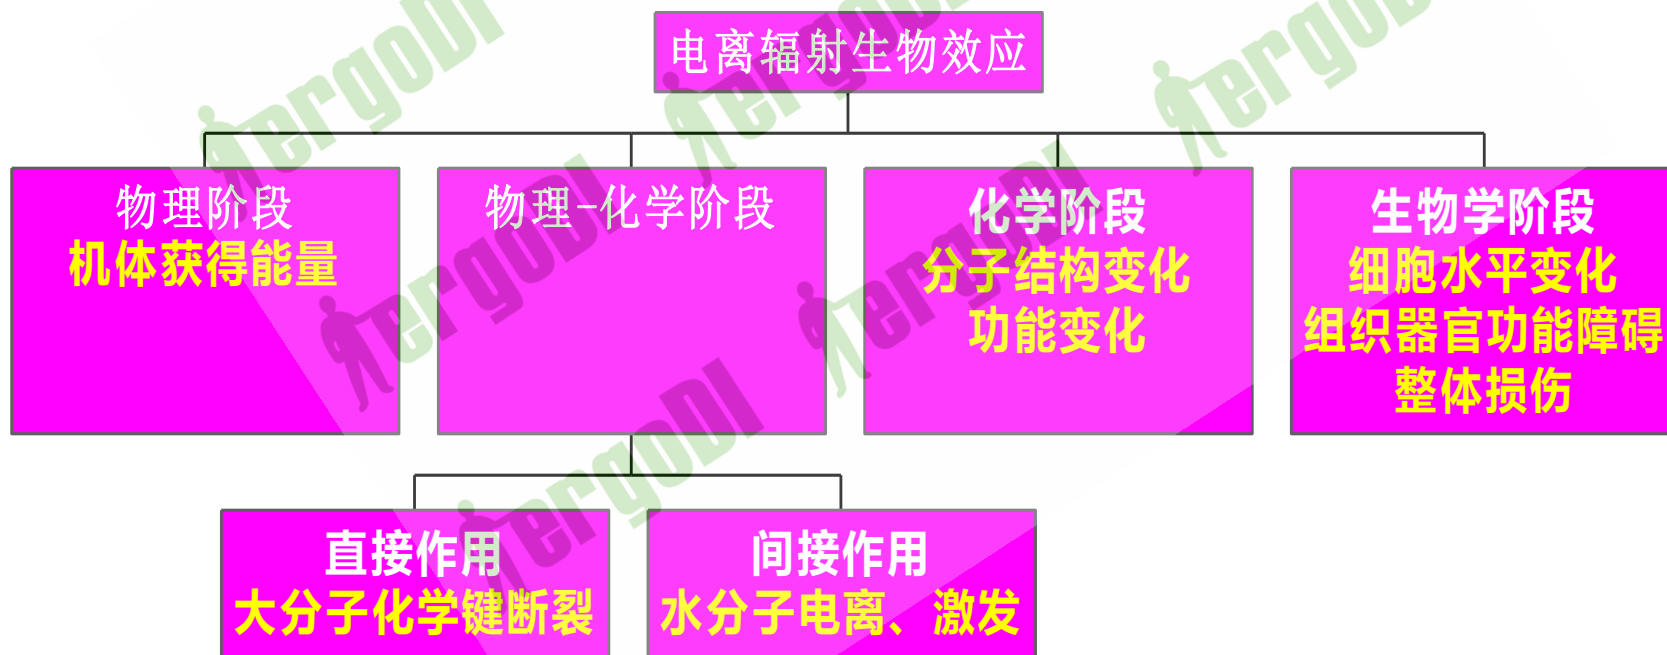 电离辐射生物效应
物理阶段
机体获得能量
物理-化学阶段
化学阶段
分子结构变化
功能变化
生物学阶段
细胞水平变化
组织器官功能障碍
整体损伤
直接作用
大分子化学键断裂
间接作用
水分子电离、激发